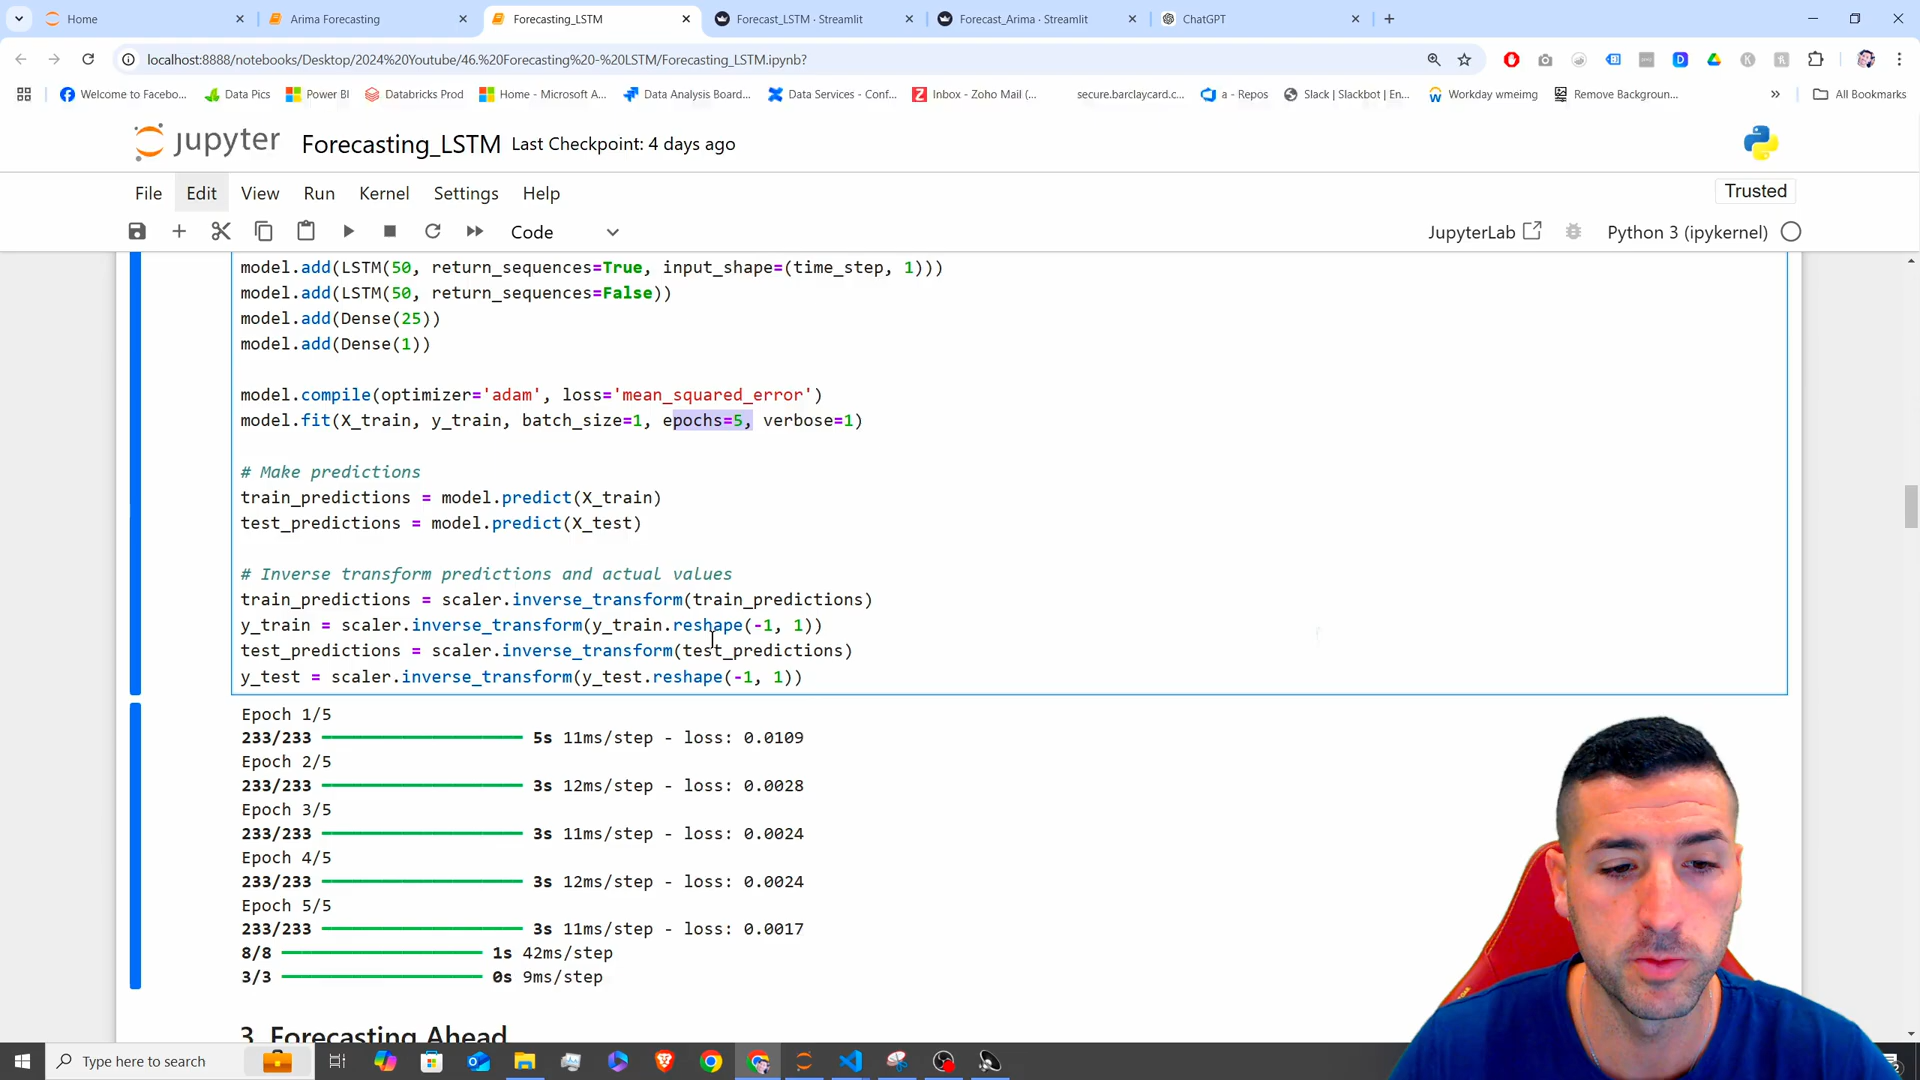 Home
Arima Forecasting
Forecasting_LSTM
Forecast_LSTM · Streamlit
Forecast_Arima · Streamlit
ChatGPT
localhost:8888/notebooks/Desktop/2024%20Youtube/46.%20Forecasting%20-%20LSTM/Forecasting_LSTM.ipynb?
Welcome to Facebo...
Data Pics
Power BI
Databricks Prod
Home - Microsoft A...
Data Analysis Board...
Data Services - Conf...
Inbox - Zoho Mail (...
secure.barclaycard.c...
a - Repos
Slack | Slackbot | En...
Workday wmeimg
Remove Backgroun...
All Bookmarks
jupyter Forecasting_LSTM Last Checkpoint: 4 days ago
File Edit View Run Kernel Settings Help
Trusted
Code
JupyterLab
Python 3 (ipykernel)
model.add(LSTM(50, return_sequences=True, input_shape=(time_step, 1)))
model.add(LSTM(50, return_sequences=False))
model.add(Dense(25))
model.add(Dense(1))
model.compile(optimizer='adam', loss='mean_squared_error')
model.fit(X_train, y_train, batch_size=1, epochs=5, verbose=1)
# Make predictions
train_predictions = model.predict(X_train)
test_predictions = model.predict(X_test)
# Inverse transform predictions and actual values
train_predictions = scaler.inverse_transform(train_predictions)
y_train = scaler.inverse_transform(y_train.reshape(-1, 1))
test_predictions = scaler.inverse_transform(test_predictions)
y_test = scaler.inverse_transform(y_test.reshape(-1, 1))
Epoch 1/5
233/233 5s 11ms/step - loss: 0.0109
Epoch 2/5
233/233 3s 12ms/step - loss: 0.0028
Epoch 3/5
233/233 3s 11ms/step - loss: 0.0024
Epoch 4/5
233/233 3s 12ms/step - loss: 0.0024
Epoch 5/5
233/233 3s 11ms/step - loss: 0.0017
8/8 1s 42ms/step
3/3 0s 9ms/step
3. Forecasting Ahead
Type here to search